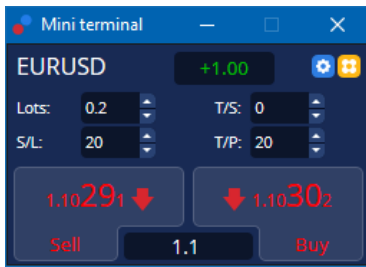 Mini terminal
EURUSD +1.00
Lots: 0.2 T/S: 0
S/L: 20 T/P: 20
1.10291 1.10302
Sell 1.1 Buy